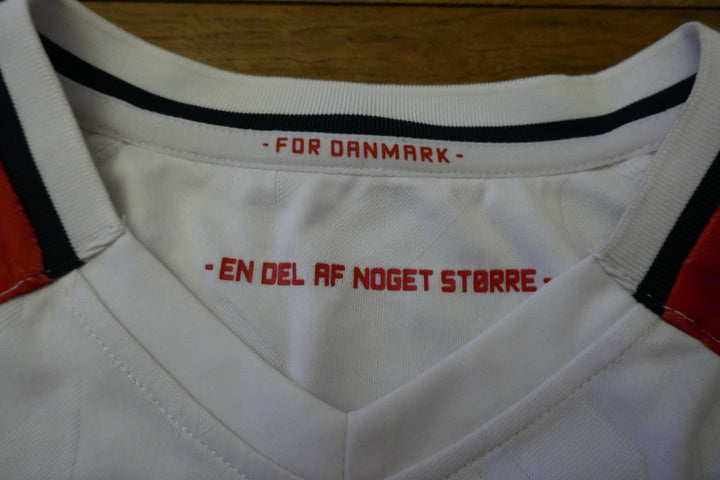 - FOR DANMARK -
- EN DEL AF NOGET STØRRE -